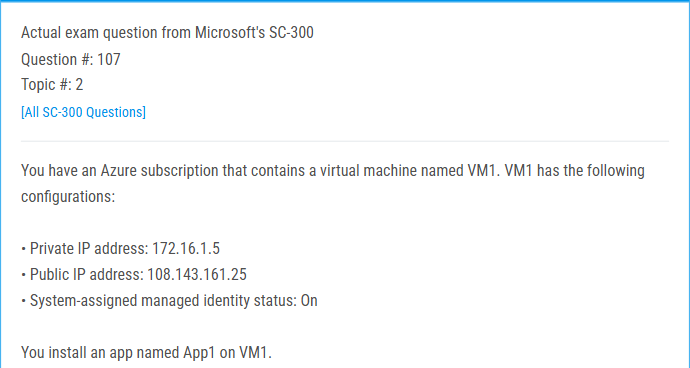 Actual exam question from Microsoft's SC-300
Question #: 107
Topic #: 2
[All SC-300 Questions]
You have an Azure subscription that contains a virtual machine named VM1. VM1 has the following
configurations:
• Private IP address: 172.16.1.5
• Public IP address: 108.143.161.25
• System-assigned managed identity status: On
You install an app named App1 on VM1.